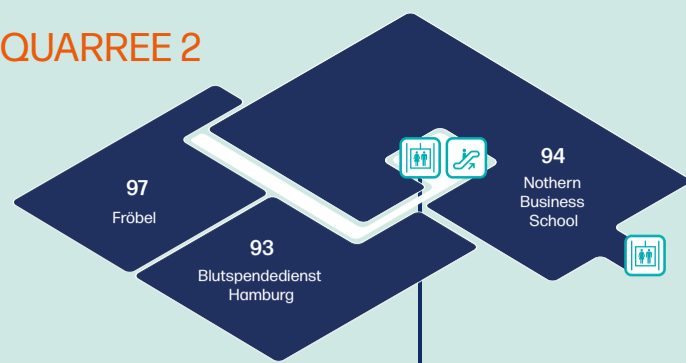 QUARREE 2
97
Fröbel
93
Blutspendedienst
Hamburg
94
Nothern
Business
School